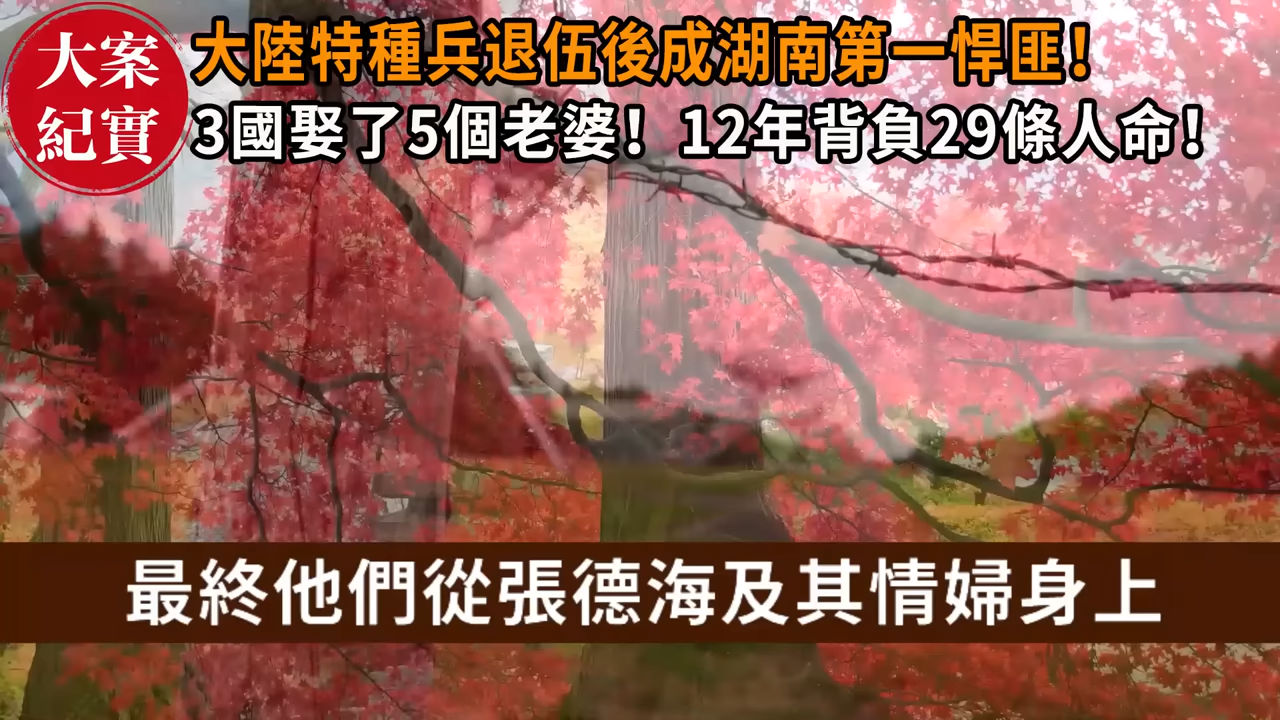 大案
紀實
大陸特種兵退伍後成湖南第一悍匪！
3國娶了5個老婆！12年背負29條人命！
最終他們從張德海及其情婦身上